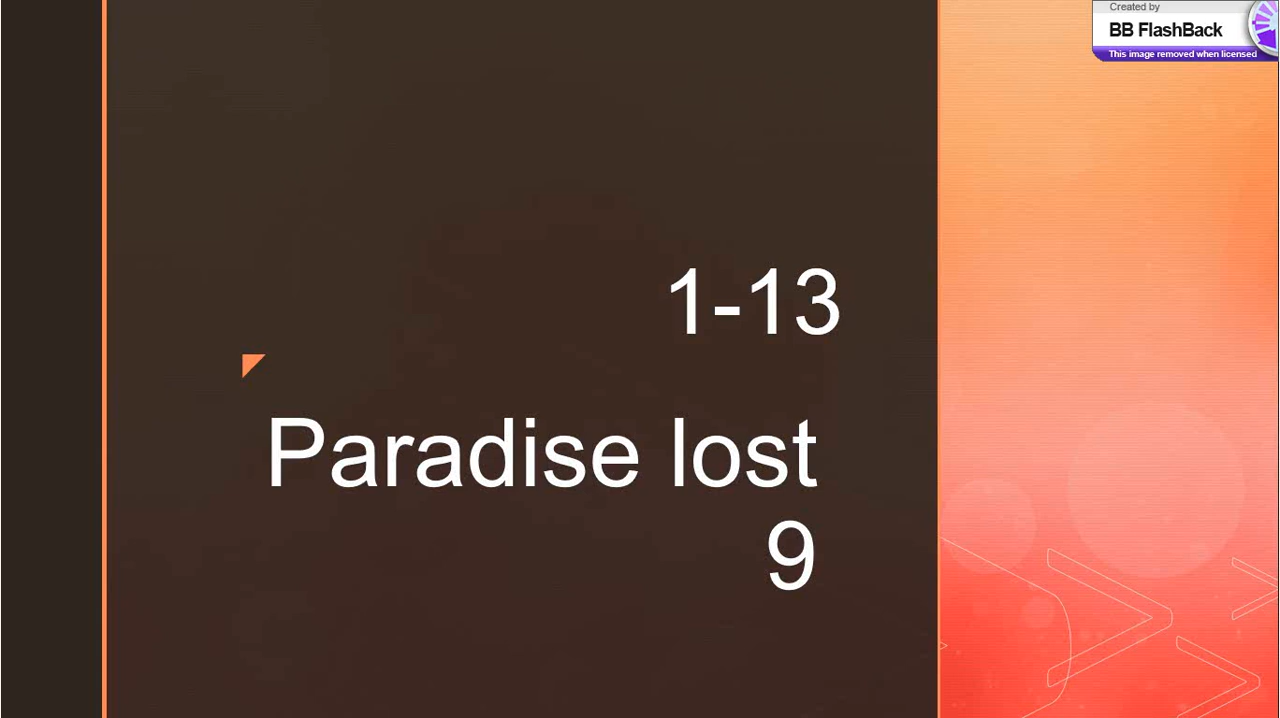 Created by
BB FlashBack
This image removed when licensed
1-13
Paradise lost
9